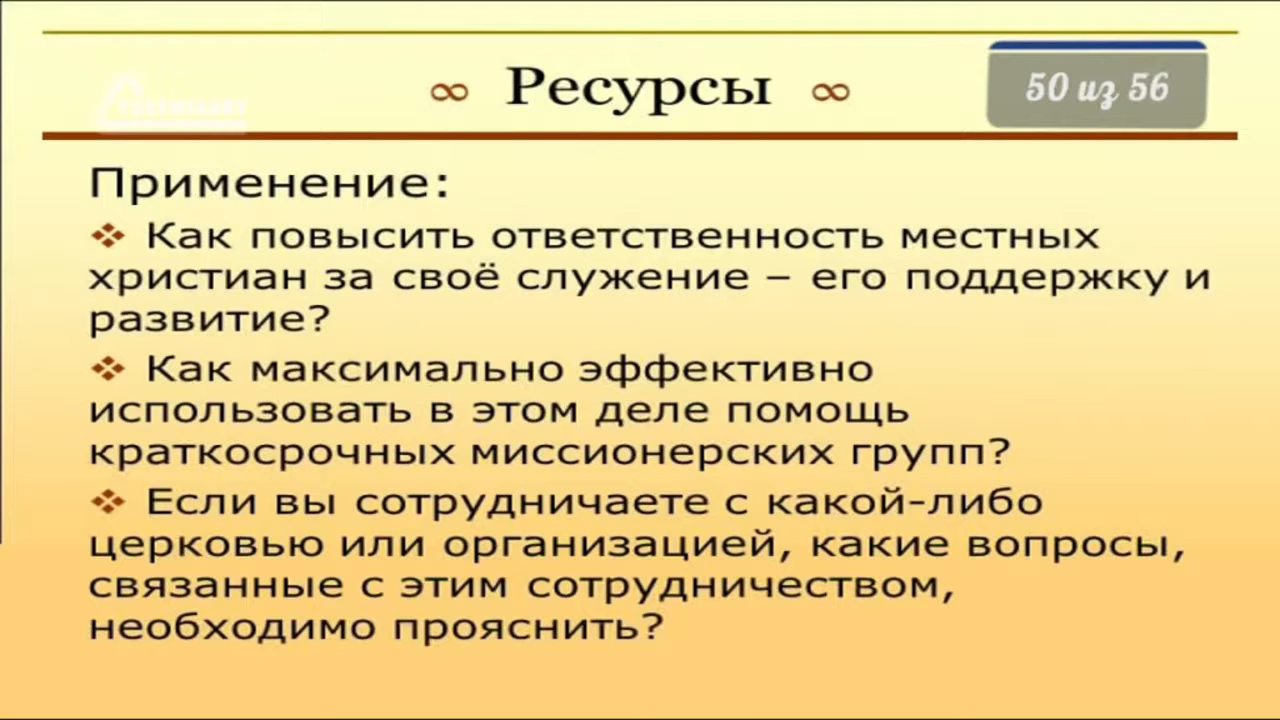 ∞ Ресурсы ∞
50 из 56
Применение:
❖ Как повысить ответственность местных
христиан за своё служение – его поддержку и
развитие?
❖ Как максимально эффективно
использовать в этом деле помощь
краткосрочных миссионерских групп?
❖ Если вы сотрудничаете с какой-либо
церковью или организацией, какие вопросы,
связанные с этим сотрудничеством,
необходимо прояснить?